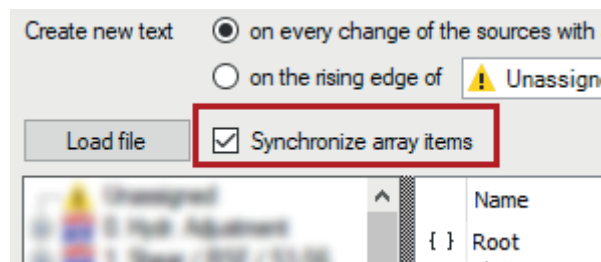 Create new text on every change of the sources with
on the rising edge of Unassign
Load file Synchronize array items
Name
{ } Root